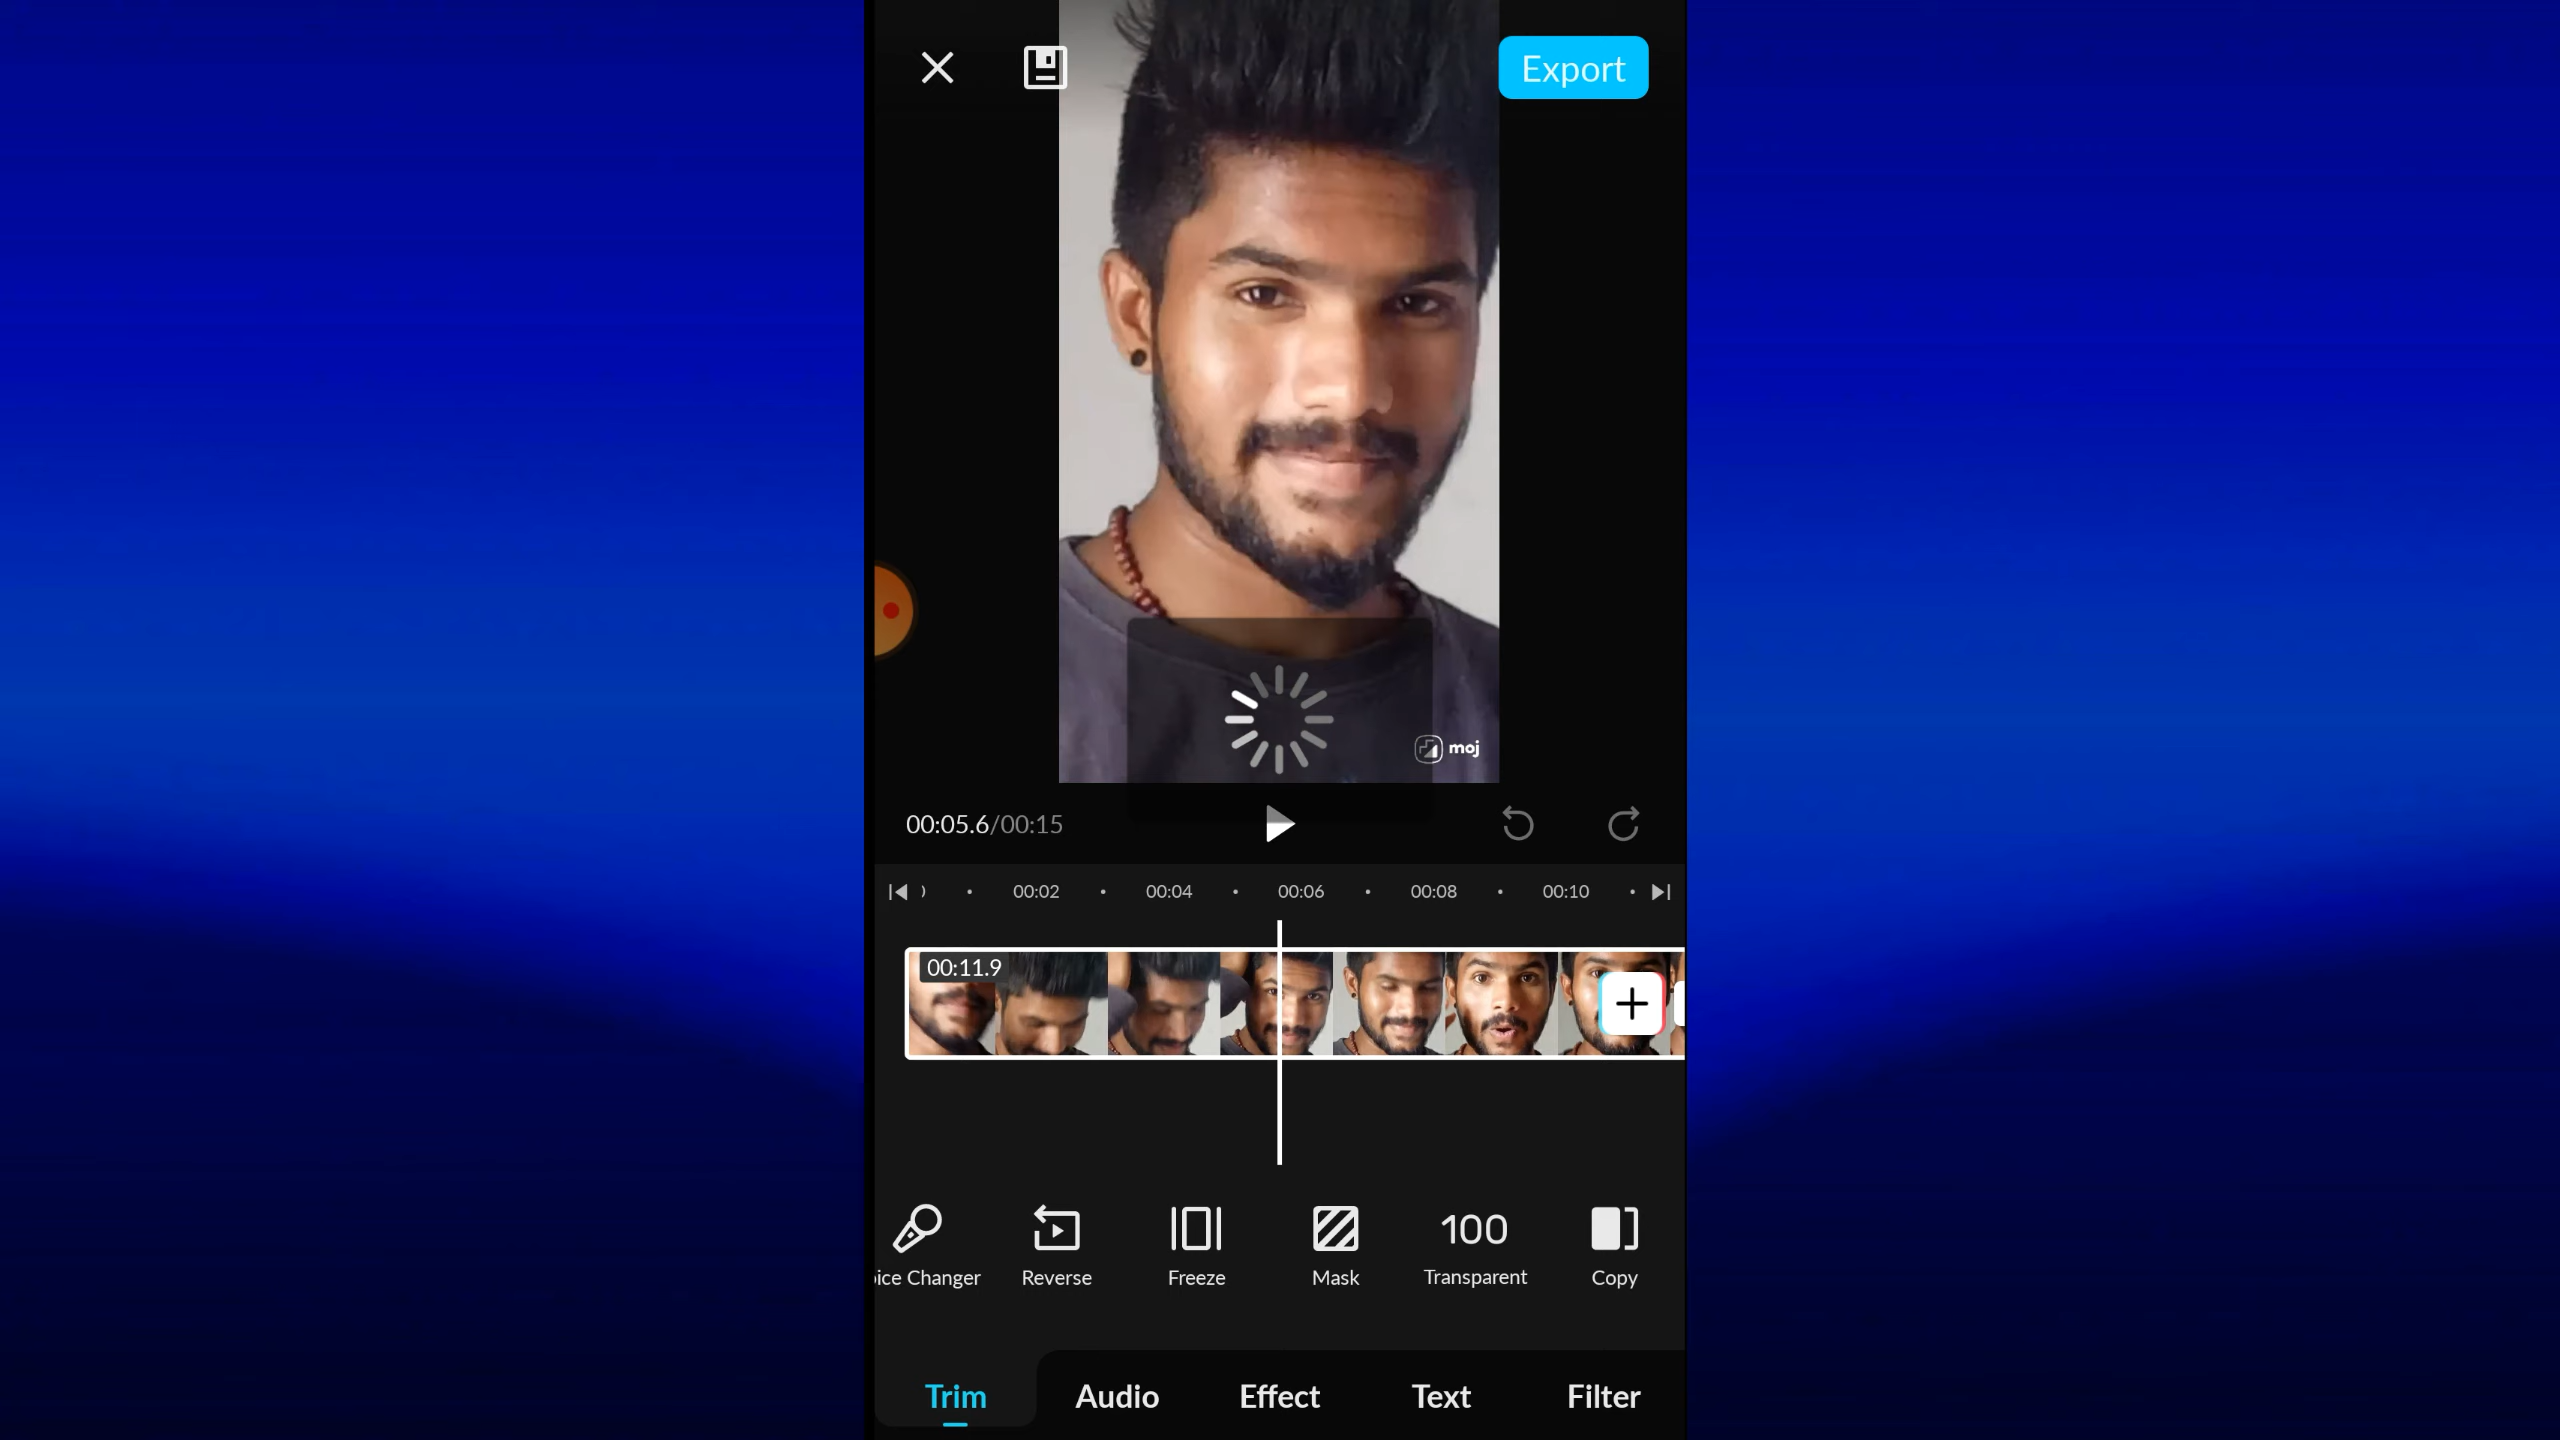 Export
moj
00:05.6/00:15
00:02 00:04 00:06 00:08 00:10
00:11.9
100
ice Changer Reverse Freeze Mask Transparent Copy
Trim Audio Effect Text Filter